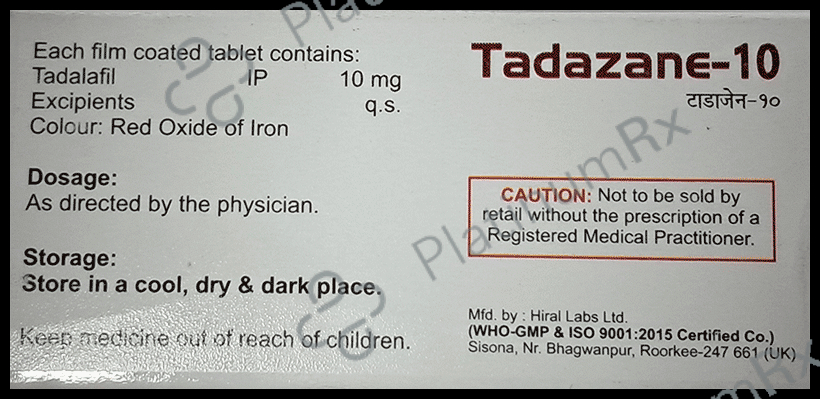 Each film coated tablet contains:
Tadalafil IP 10 mg
Excipients q.s.
Colour: Red Oxide of Iron
Dosage:
As directed by the physician.
Storage:
Store in a cool, dry & dark place.
Keep medicine out of reach of children.
Tadazane-10
टाडाजेन-१०
CAUTION: Not to be sold by
retail without the prescription of a
Registered Medical Practitioner.
Mfd. by : Hiral Labs Ltd.
(WHO-GMP & ISO 9001:2015 Certified Co.)
Sisona, Nr. Bhagwanpur, Roorkee-247 661 (UK)
PlatinumRx
PlatinumRx
PlatinumRx